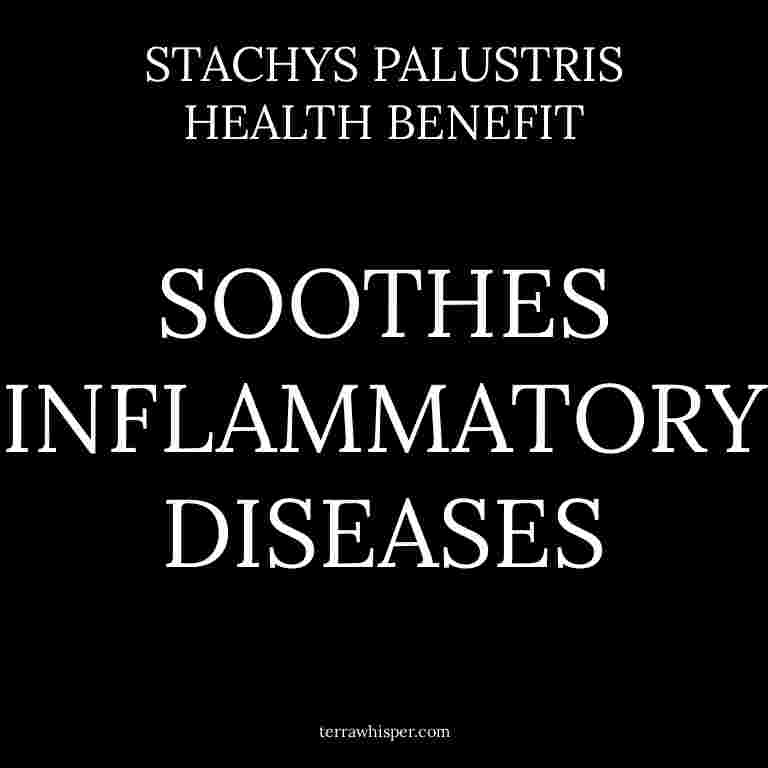 STACHYS PALUSTRIS
HEALTH BENEFIT
SOOTHES
INFLAMMATORY
DISEASES
terrawhisper.com